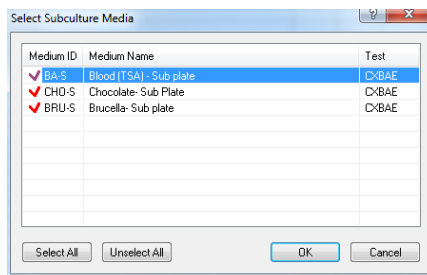 Select Subculture Media
?
Medium ID Medium Name Test
BA-S Blood (TSA) - Sub plate CXBAE
CHO-S Chocolate- Sub Plate CXBAE
BRU-S Brucella- Sub plate CXBAE
Select All Unselect All OK Cancel